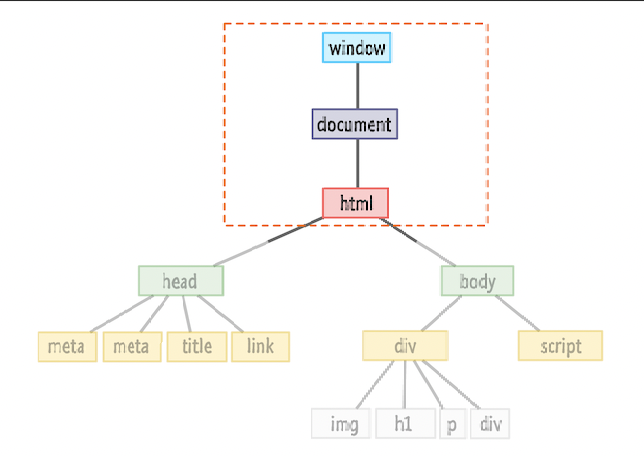 window
document
html
head body
meta meta title link div script
img h1 p div